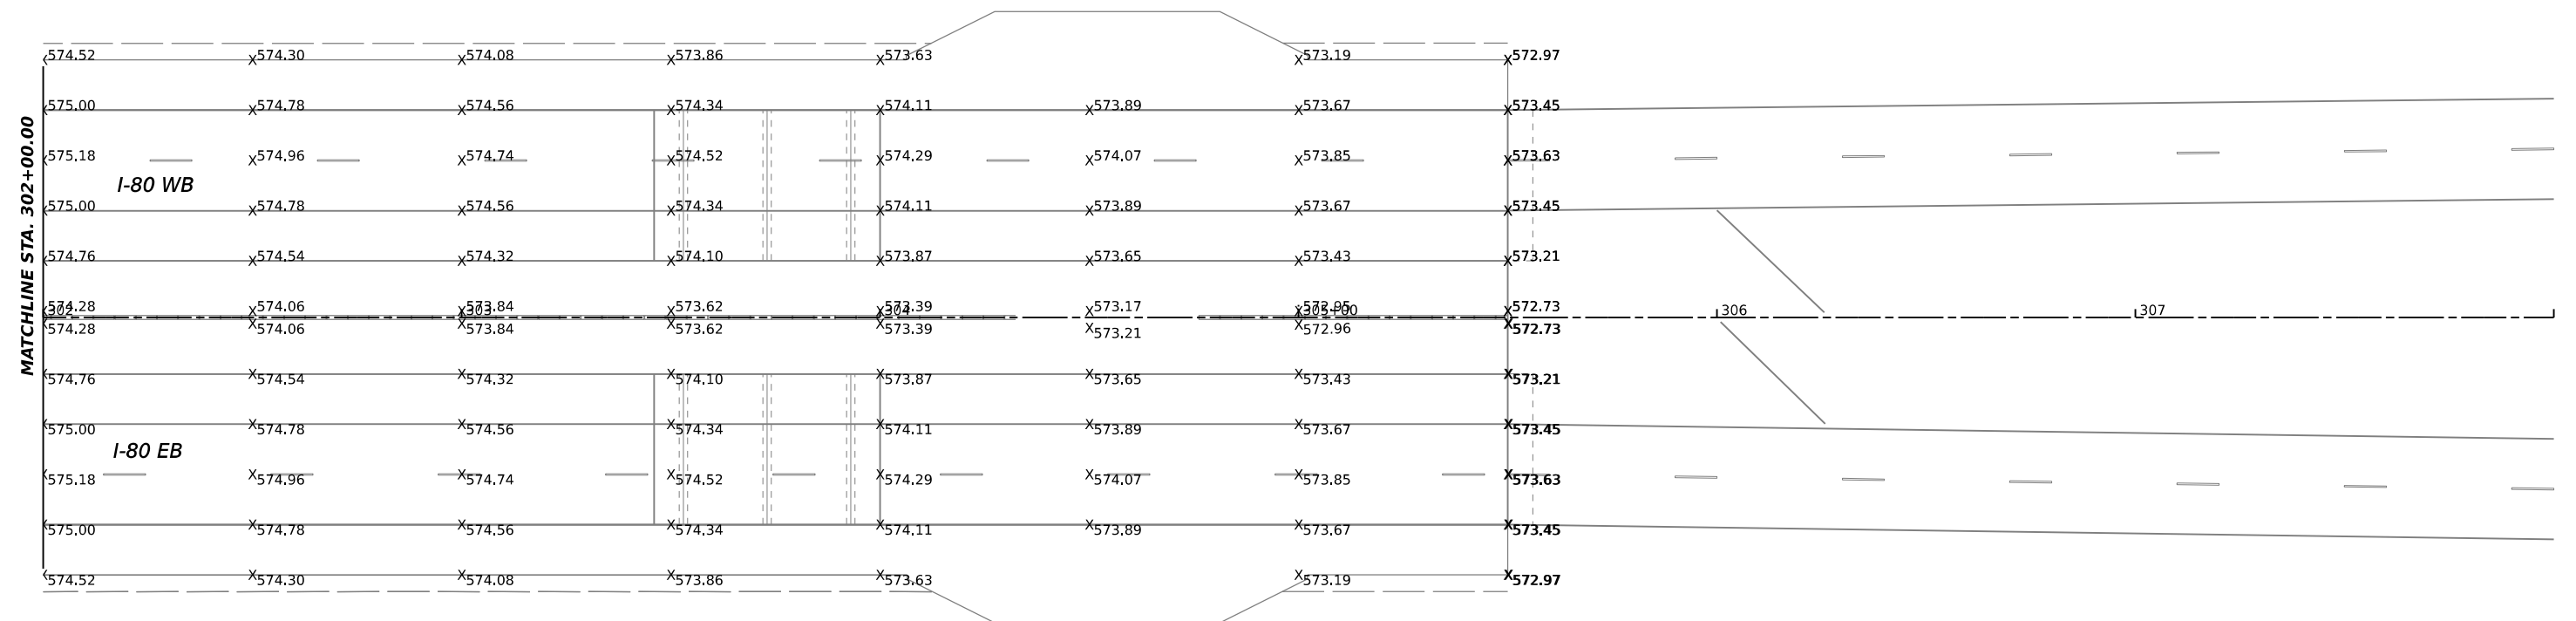 574.52 574.30 574.08 573.86 573.63 573.19 572.97
575.00 574.78 574.56 574.34 574.11 573.89 573.67 573.45
575.18 574.96 574.74 574.52 574.29 574.07 573.85 573.63
I-80 WB
MATCHLINE STA. 302+00.00
575.00 574.78 574.56 574.34 574.11 573.89 573.67 573.45
574.76 574.54 574.32 574.10 573.87 573.65 573.43 573.21
574.28 574.06 573.84 573.62 573.39 573.17 572.95 572.73
302 303 304 305+00 306 307
574.28 574.06 573.84 573.62 573.39 573.21 572.96 572.73
574.76 574.54 574.32 574.10 573.87 573.65 573.43 573.21
575.00 574.78 574.56 574.34 574.11 573.89 573.67 573.45
I-80 EB
575.18 574.96 574.74 574.52 574.29 574.07 573.85 573.63
575.00 574.78 574.56 574.34 574.11 573.89 573.67 573.45
574.52 574.30 574.08 573.86 573.63 573.19 572.97